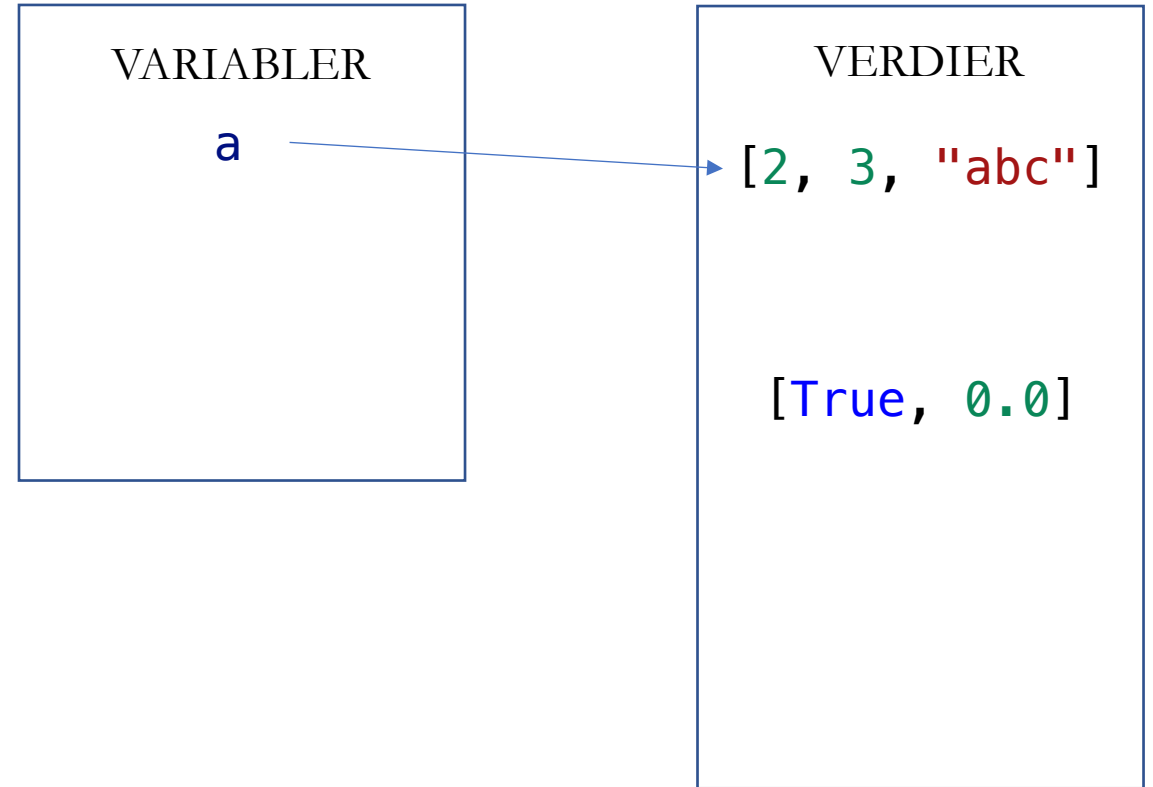 VARIABLER
a
VERDIER
[2, 3, "abc"]
[True, 0.0]